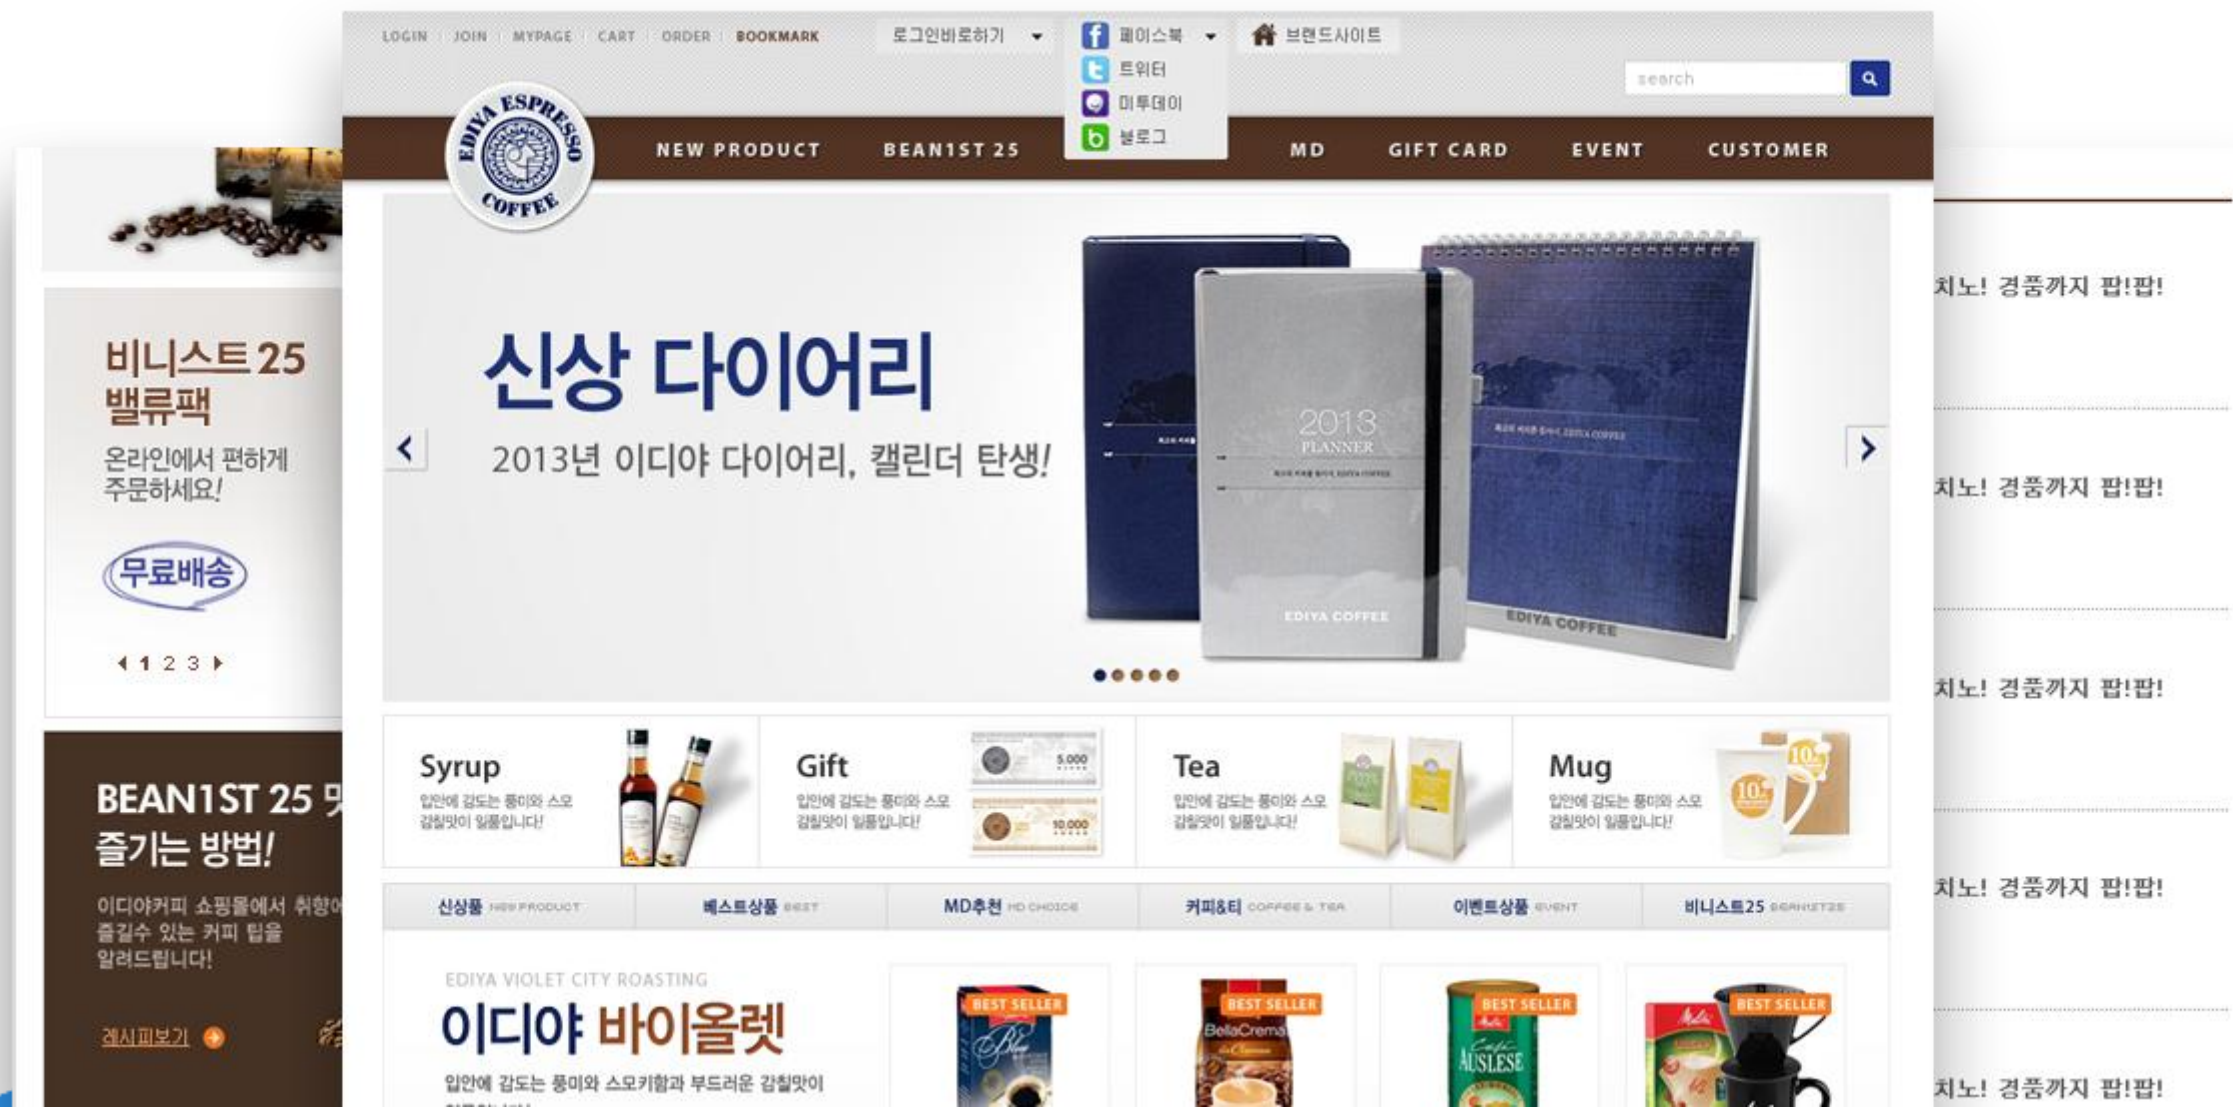 LOGIN JOIN MYPAGE CART ORDER BOOKMARK
로그인바로하기
페이스북
브랜드사이트
트위터
미투데이
블로그
search
EDIYA ESPRESSO COFFEE
NEW PRODUCT
BEAN1ST 25
MD
GIFT CARD
EVENT
CUSTOMER
신상 다이어리
2013년 이디야 다이어리, 캘린더 탄생!
2013
PLANNER
EDIYA COFFEE
EDIYA COFFEE
비니스트 25
밸류팩
온라인에서 편하게
주문하세요!
무료배송
1 2 3
BEAN1ST 25
즐기는 방법!
이디야커피 쇼핑몰에서
즐길수 있는 커피 팁을
알려드립니다!
레시피보기
Syrup
입안에 감도는 풍미와 스모
감칠맛이 일품입니다!
Gift
입안에 감도는 풍미와 스모
감칠맛이 일품입니다!
5,000
10,000
Tea
입안에 감도는 풍미와 스모
감칠맛이 일품입니다!
Mug
입안에 감도는 풍미와 스모
감칠맛이 일품입니다!
신상품 NEW PRODUCT
베스트상품 BEST
MD추천 MD CHOICE
커피&티 COFFEE & TEA
이벤트상품 EVENT
비니스트25 BEAN1ST25
EDIYA VIOLET CITY ROASTING
이디야 바이올렛
입안에 감도는 풍미와 스모키함과 부드러운 감칠맛이
BEST SELLER
BEST SELLER
BellaCrema
BEST SELLER
Melitta
Café
AUSLESE
BEST SELLER
Melitta
치노! 경품까지 팝!팝!
치노! 경품까지 팝!팝!
치노! 경품까지 팝!팝!
치노! 경품까지 팝!팝!
치노! 경품까지 팝!팝!